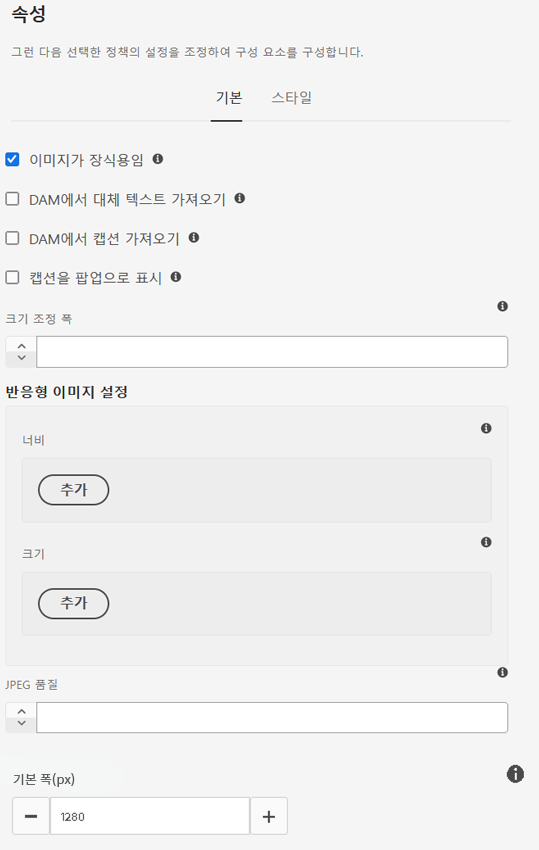 속성
그런 다음 선택한 정책의 설정을 조정하여 구성 요소를 구성합니다.
기본 스타일
이미지가 장식용임
DAM에서 대체 텍스트 가져오기
DAM에서 캡션 가져오기
캡션을 팝업으로 표시
크기 조정 폭
반응형 이미지 설정
너비
추가
크기
추가
JPEG 품질
기본 폭(px)
1280